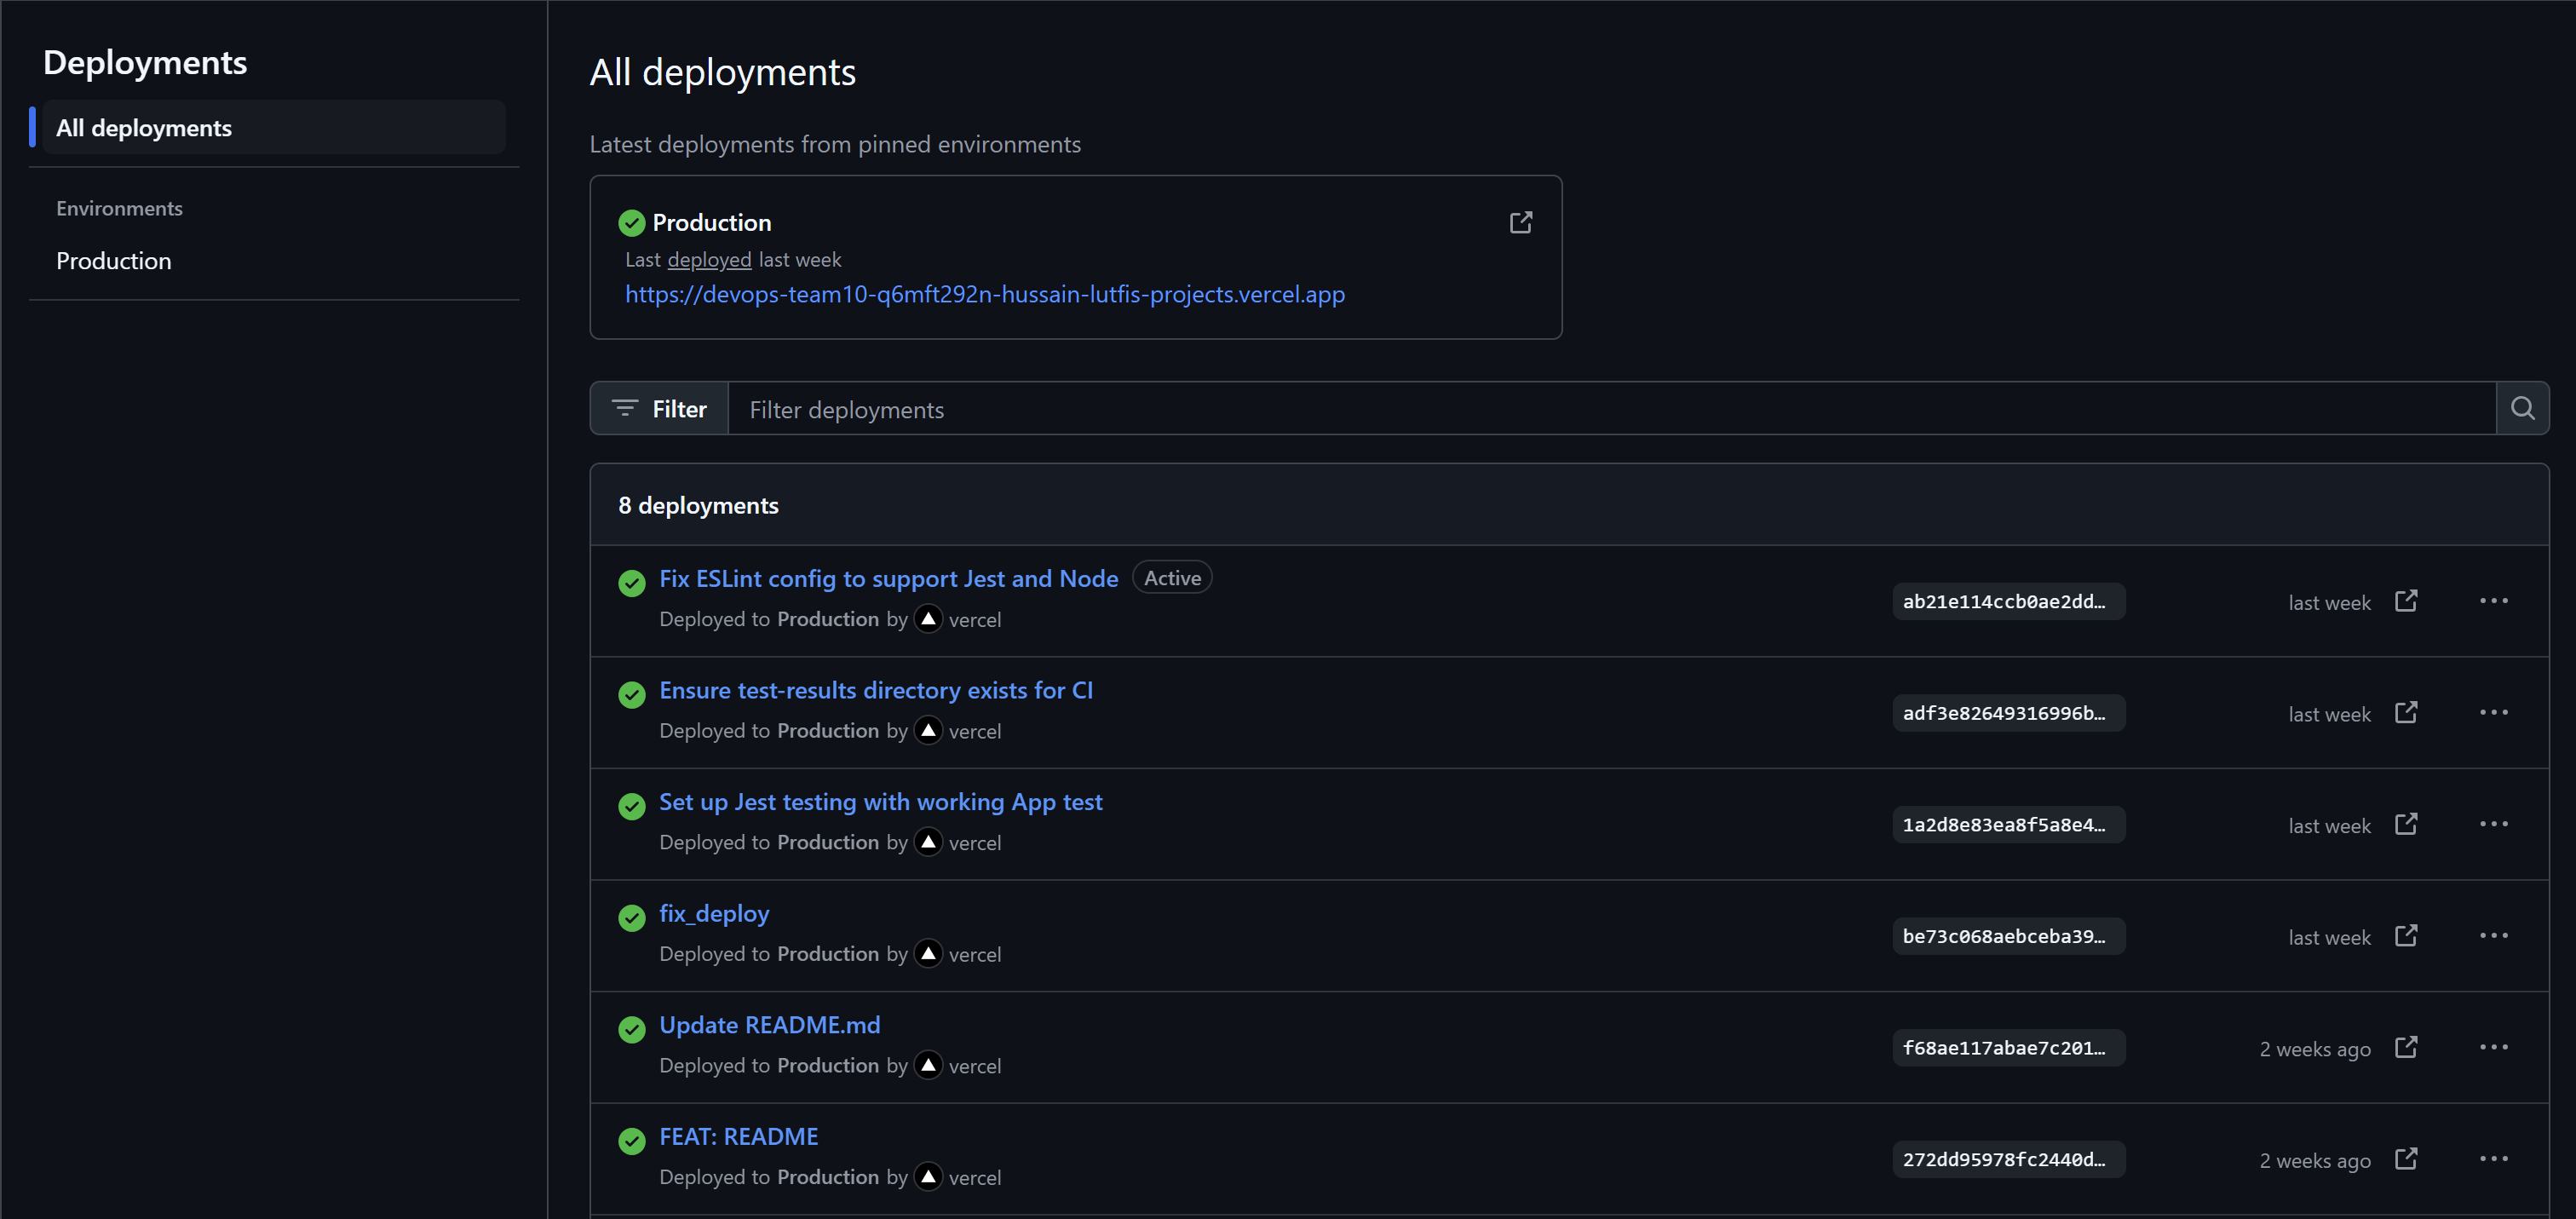 Deployments
All deployments
Environments
Production
All deployments
Latest deployments from pinned environments
Production
Last deployed last week
https://devops-team10-q6mft292n-hussain-lutfis-projects.vercel.app
Filter
Filter deployments
8 deployments
Fix ESLint config to support Jest and Node Active
Deployed to Production by vercel
ab21e114ccb0ae2dd… last week
Ensure test-results directory exists for CI
Deployed to Production by vercel
adf3e82649316996b… last week
Set up Jest testing with working App test
Deployed to Production by vercel
1a2d8e83ea8f5a8e4… last week
fix_deploy
Deployed to Production by vercel
be73c068aebceba39… last week
Update README.md
Deployed to Production by vercel
f68ae117abae7c201… 2 weeks ago
FEAT: README
Deployed to Production by vercel
272dd95978fc2440d… 2 weeks ago